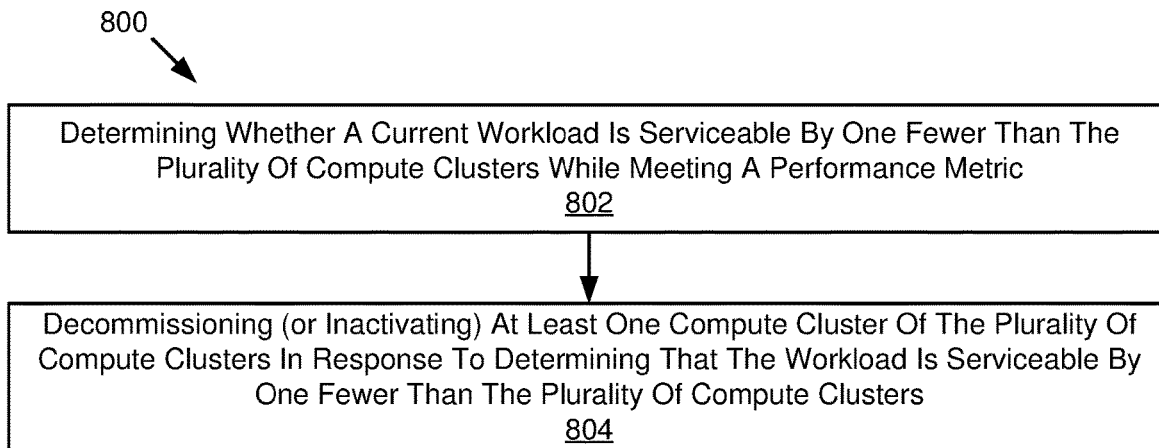 800
Determining Whether A Current Workload Is Serviceable By One Fewer Than The
Plurality Of Compute Clusters While Meeting A Performance Metric
802
Decommissioning (or Inactivating) At Least One Compute Cluster Of The Plurality Of
Compute Clusters In Response To Determining That The Workload Is Serviceable By
One Fewer Than The Plurality Of Compute Clusters
804